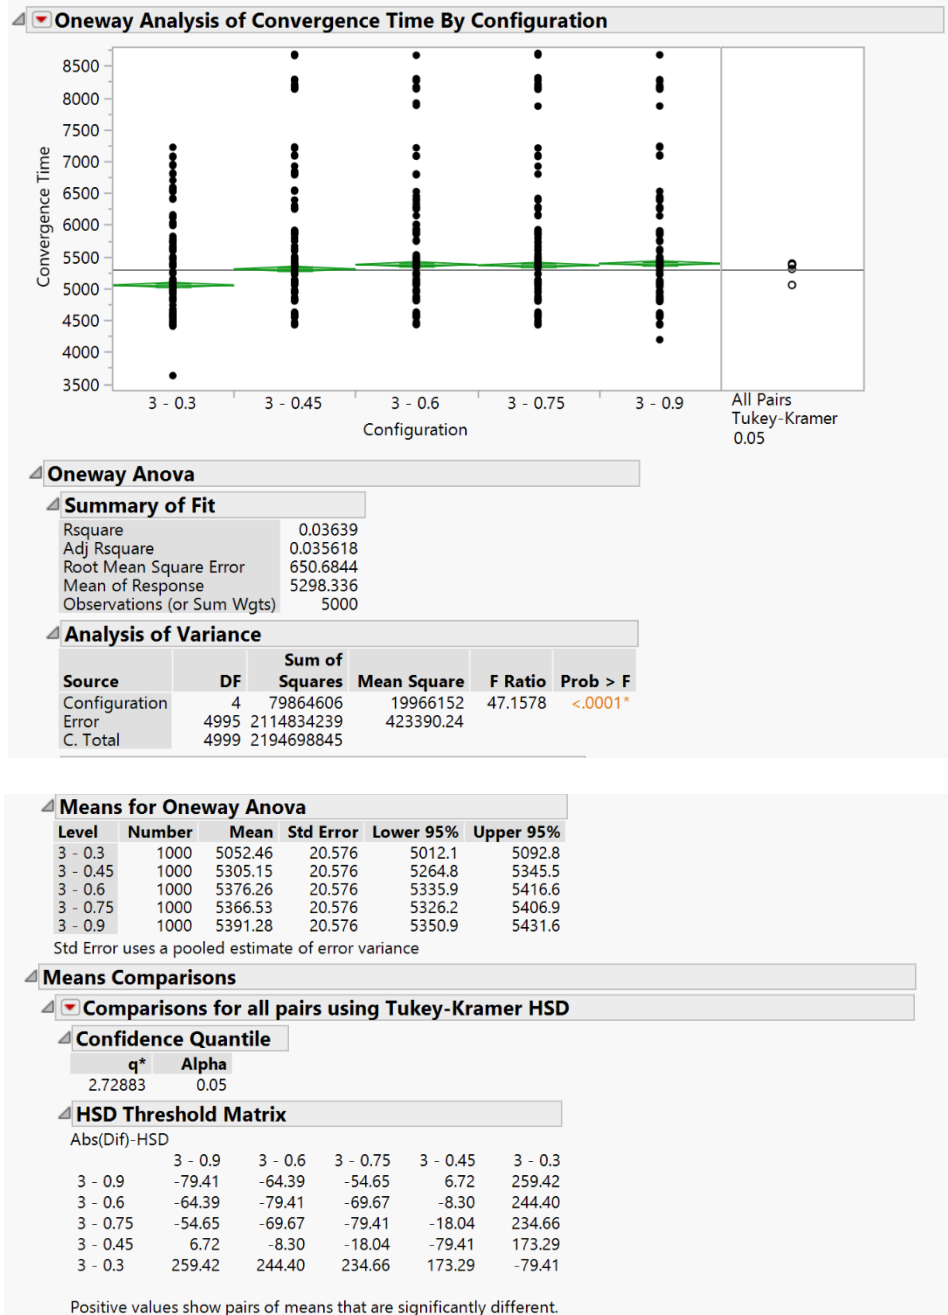 Oneway Analysis of Convergence Time By Configuration
8500
8000
7500
7000
6500
6000
5500
5000
4500
4000
3500
Convergence Time
3 - 0.3 3 - 0.45 3 - 0.6 3 - 0.75 3 - 0.9
Configuration
All Pairs
Tukey-Kramer
0.05
Oneway Anova
Summary of Fit
Rsquare 0.03639
Adj Rsquare 0.035618
Root Mean Square Error 650.6844
Mean of Response 5298.336
Observations (or Sum Wgts) 5000
Analysis of Variance
Sum of
Source DF Squares Mean Square F Ratio Prob > F
Configuration 4 79864606 19966152 47.1578 <.0001*
Error 4995 2114834239 423390.24
C. Total 4999 2194698845
Means for Oneway Anova
Level Number Mean Std Error Lower 95% Upper 95%
3 - 0.3 1000 5052.46 20.576 5012.1 5092.8
3 - 0.45 1000 5305.15 20.576 5264.8 5345.5
3 - 0.6 1000 5376.26 20.576 5335.9 5416.6
3 - 0.75 1000 5366.53 20.576 5326.2 5406.9
3 - 0.9 1000 5391.28 20.576 5350.9 5431.6
Std Error uses a pooled estimate of error variance
Means Comparisons
Comparisons for all pairs using Tukey-Kramer HSD
Confidence Quantile
q* Alpha
2.72883 0.05
HSD Threshold Matrix
Abs(Dif)-HSD
3 - 0.9 3 - 0.6 3 - 0.75 3 - 0.45 3 - 0.3
3 - 0.9 -79.41 -64.39 -54.65 6.72 259.42
3 - 0.6 -64.39 -79.41 -69.67 -8.30 244.40
3 - 0.75 -54.65 -69.67 -79.41 -18.04 234.66
3 - 0.45 6.72 -8.30 -18.04 -79.41 173.29
3 - 0.3 259.42 244.40 234.66 173.29 -79.41
Positive values show pairs of means that are significantly different.